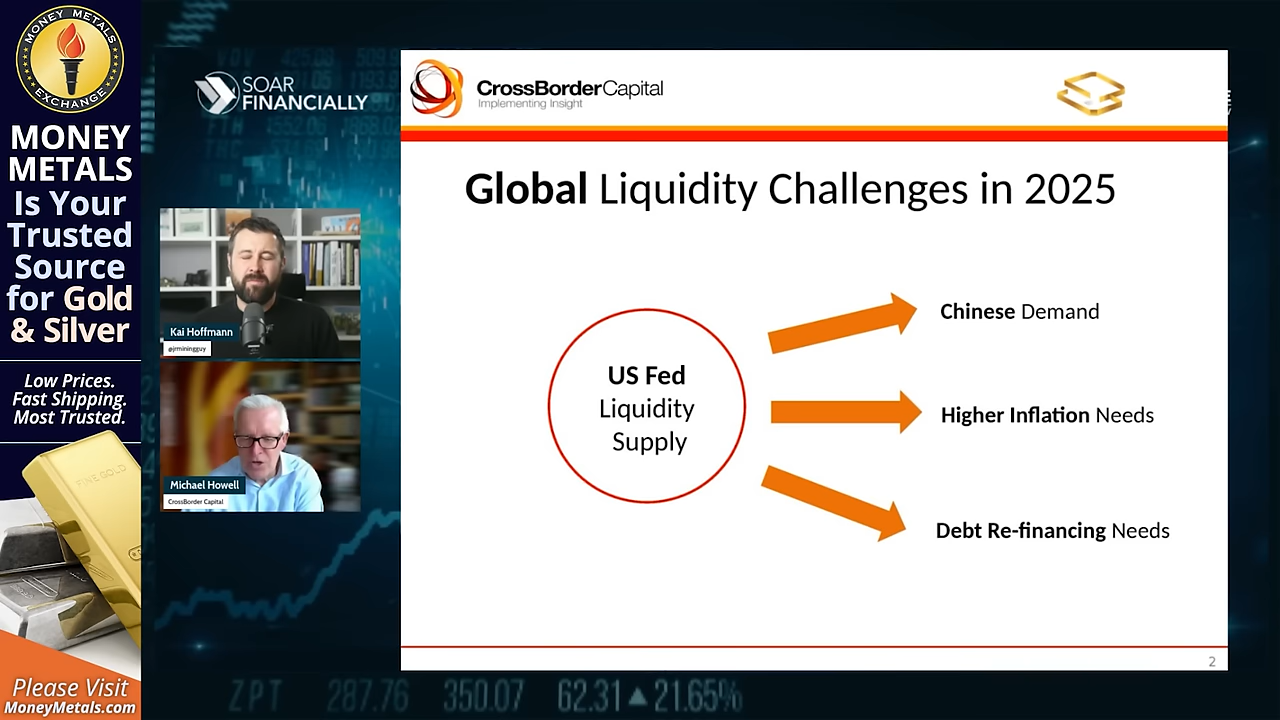 MONEY METALS
EXCHANGE
MONEY
METALS
Is Your
Trusted
Source
for Gold
& Silver
Low Prices.
Fast Shipping.
Most Trusted.
FINE GOLD
Please Visit
MoneyMetals.com
SOAR
FINANCIALLY
Kai Hoffmann
@jrminingguy
Michael Howell
CrossBorder Capital
CrossBorderCapital
Implementing Insight
Global Liquidity Challenges in 2025
US Fed
Liquidity
Supply
Chinese Demand
Higher Inflation Needs
Debt Re-financing Needs
2
ZPT 287.76 350.07 62.31 ▲ 21.65%